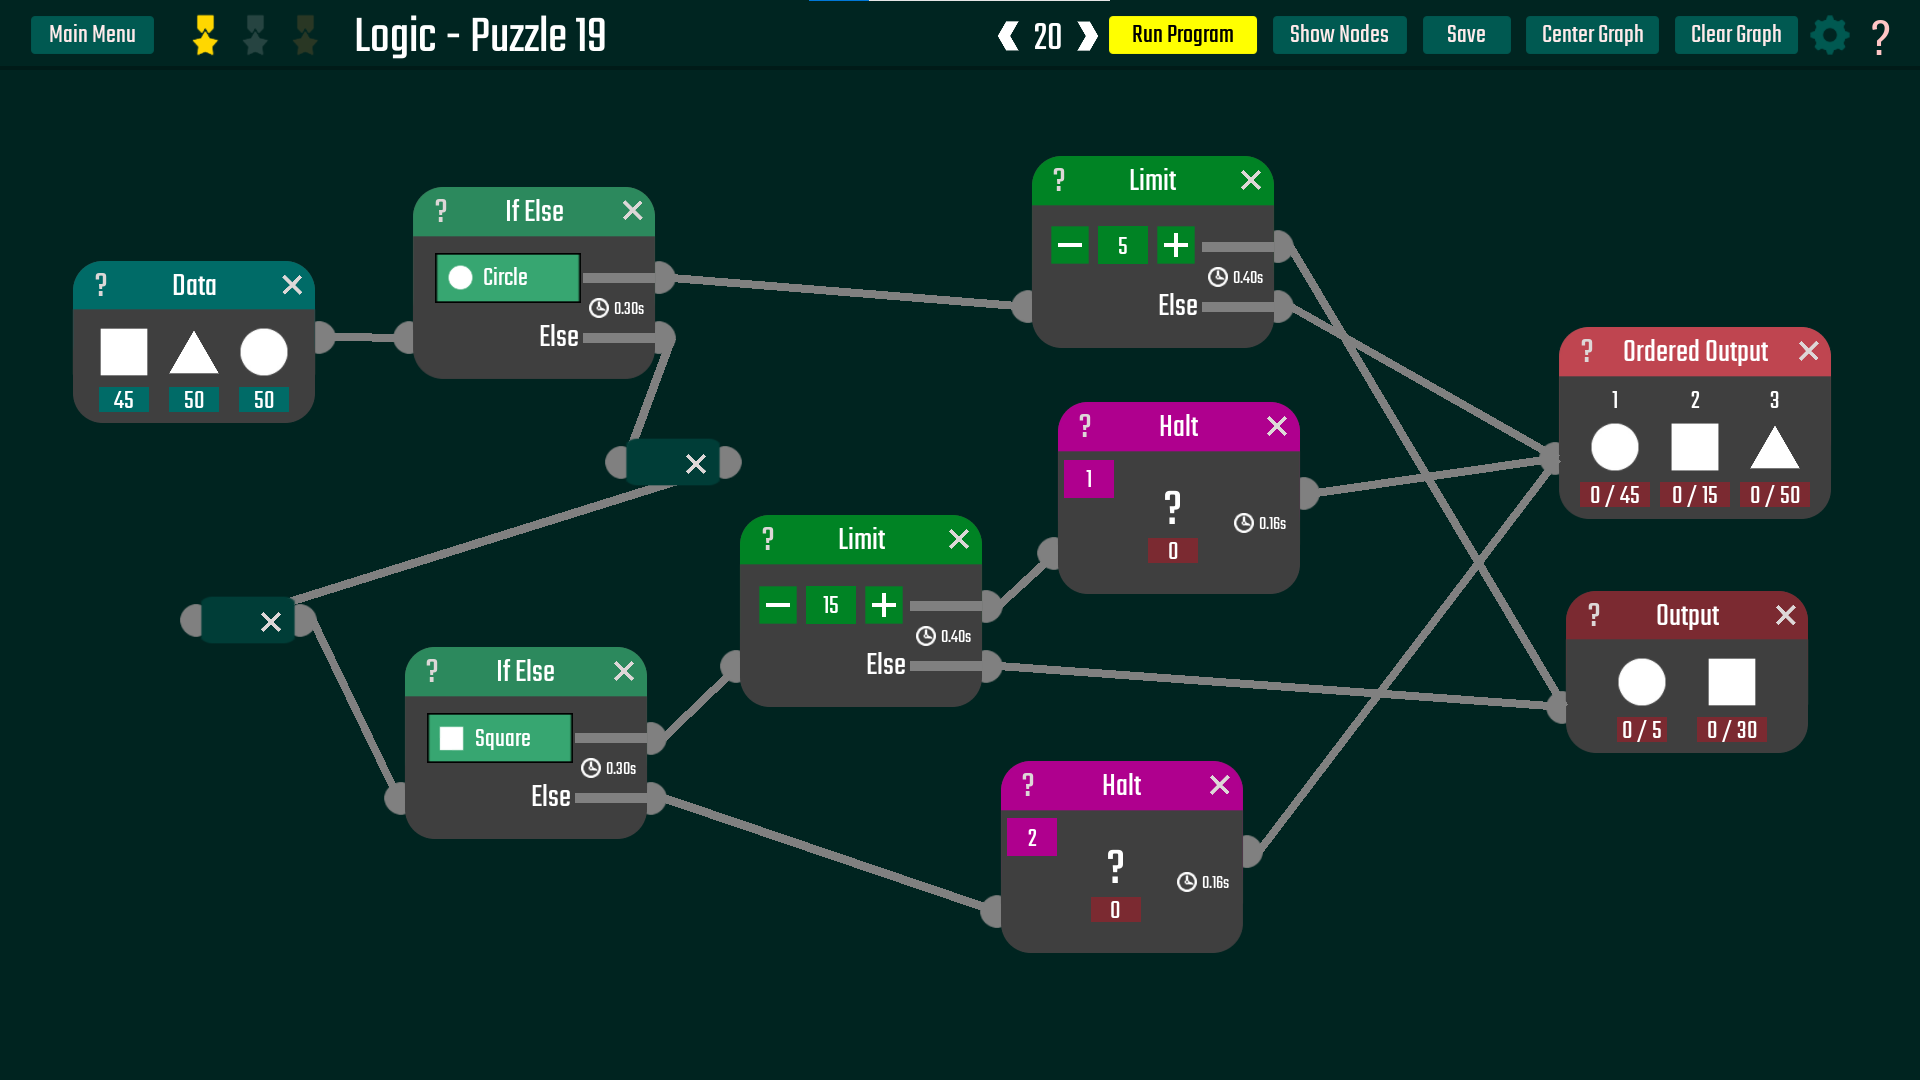 Main Menu
Logic - Puzzle 19
20
Run Program
Show Nodes
Save
Center Graph
Clear Graph
?
? Limit
5
0.40s
Else
? If Else
Circle
0.30s
Else
? Data
45 50 50
? Ordered Output
1 2 3
0 / 45 0 / 15 0 / 50
? Halt
1
?
0.16s
0
? Limit
15
0.40s
Else
? Output
0 / 5 0 / 30
? If Else
Square
0.30s
Else
? Halt
2
?
0.16s
0